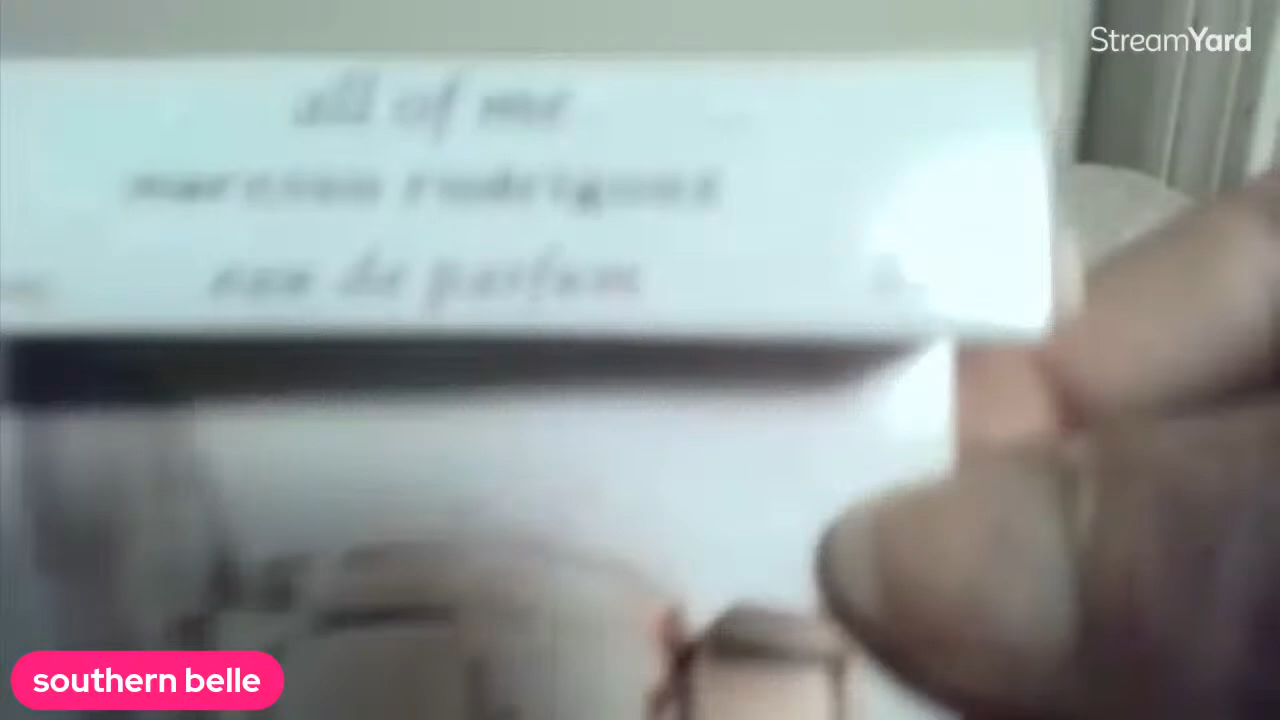 StreamYard
all of me
narciso rodriguez
eau de parfum
southern belle